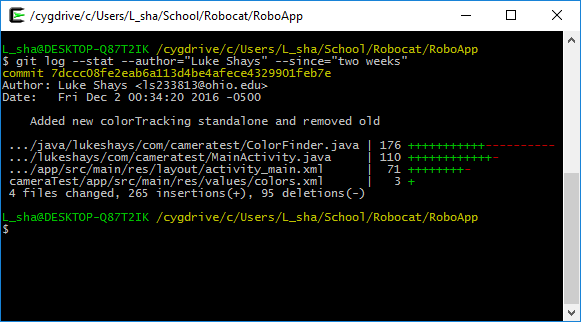 /cygdrive/c/Users/L_sha/School/Robocat/RoboApp
L_sha@DESKTOP-Q87T2IK /cygdrive/c/Users/L_sha/School/Robocat/RoboApp
$ git log --stat --author="Luke Shays" --since="two weeks"
commit 7dccc08fe2eab6a113d4be4afece4329901feb7e
Author: Luke Shays <ls233813@ohio.edu>
Date:   Fri Dec 2 00:34:20 2016 -0500
    Added new colorTracking standalone and removed old
 .../java/lukeshays/com/cameratest/ColorFinder.java | 176 +++++++++++----------
 .../lukeshays/com/cameratest/MainActivity.java     | 110 ++++++++++++-
 .../app/src/main/res/layout/activity_main.xml      |  71 ++++++++-
 cameraTest/app/src/main/res/values/colors.xml      |   3 +
 4 files changed, 265 insertions(+), 95 deletions(-)
L_sha@DESKTOP-Q87T2IK /cygdrive/c/Users/L_sha/School/Robocat/RoboApp
$